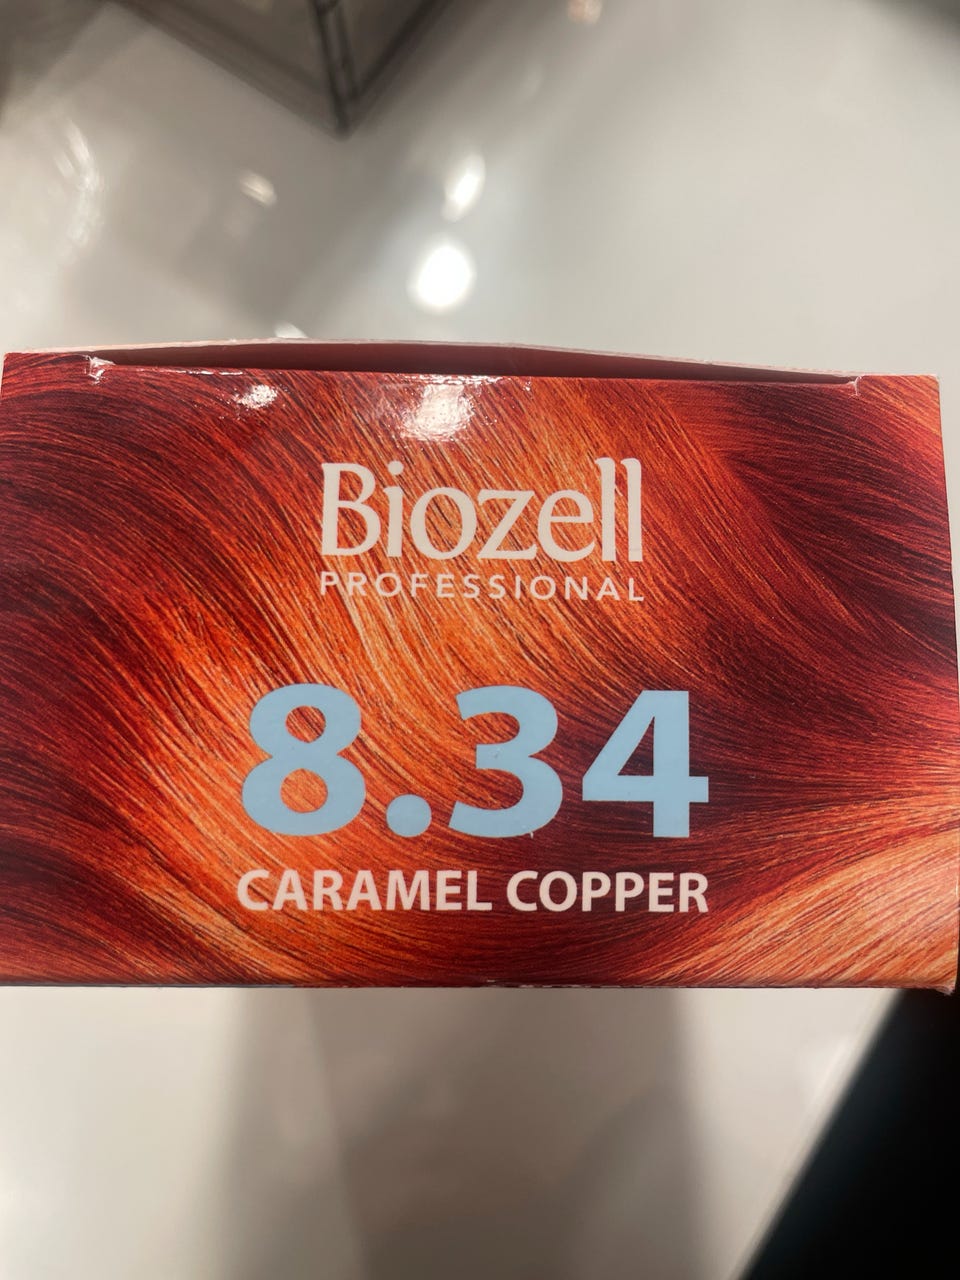 Biozell
PROFESSIONAL
8.34
CARAMEL COPPER